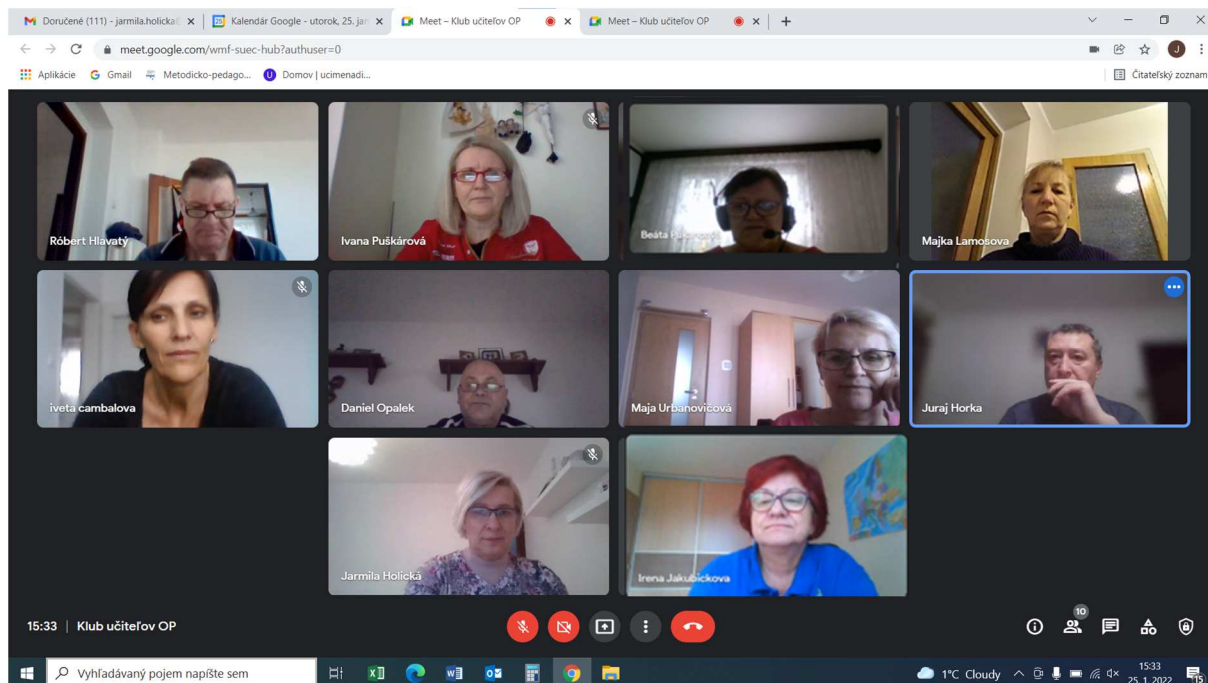 Doručené (111) - jarmila.holicka
Kalendár Google - utorok, 25. jan
Meet – Klub učiteľov OP
Meet – Klub učiteľov OP
meet.google.com/wmf-suec-hub?authuser=0
J
Aplikácie
Gmail
Metodicko-pedago...
Domov | ucimenadi...
Čitateľský zoznam
Róbert Hlavatý
Ivana Puškárová
Beáta
Majka Lamosova
iveta cambalova
Daniel Opalek
Maja Urbanovičová
Juraj Horka
Jarmila Holická
Irena Jakubíckova
15:33 | Klub učiteľov OP
10
Vyhľadávaný pojem napíšte sem
1°C Cloudy
15:33
25. 1. 2022
15